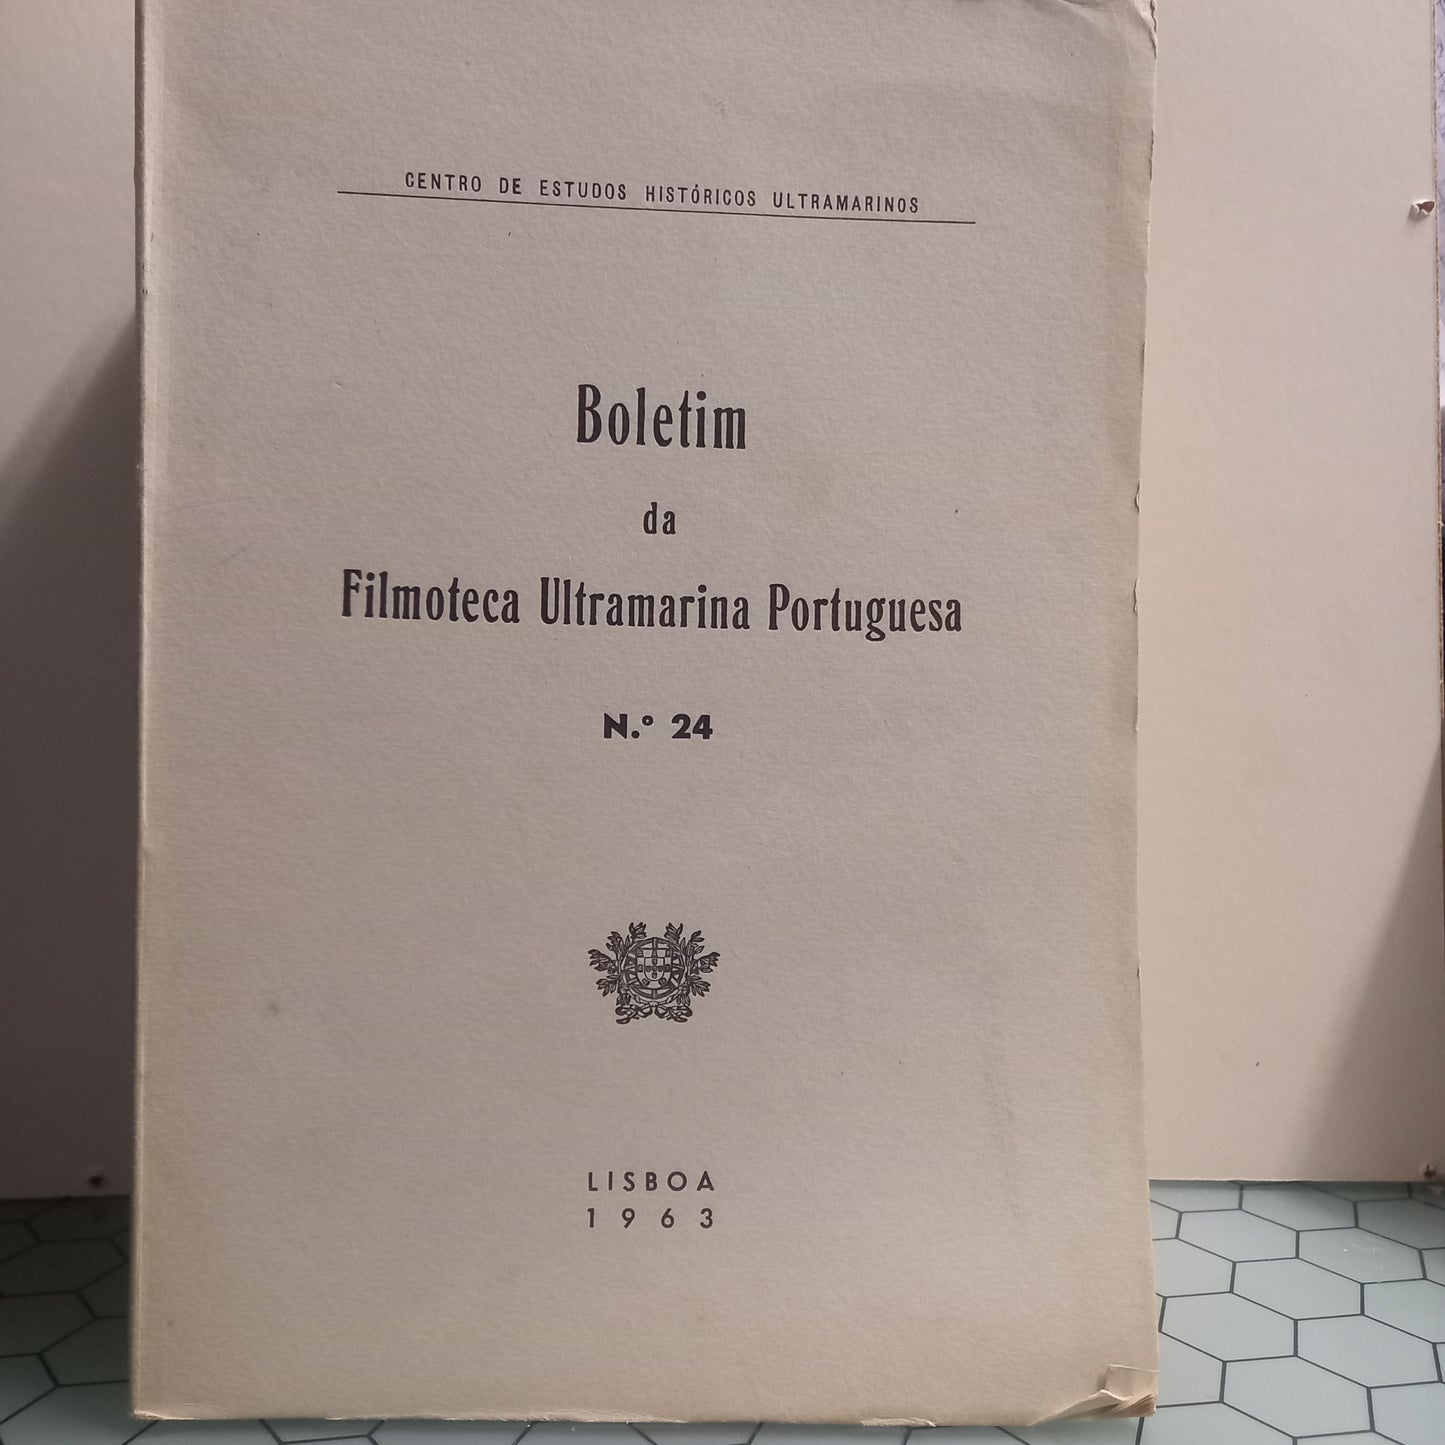 CENTRO DE ESTUDOS HISTÓRICOS ULTRAMARINOS
Boletim
da
Filmoteca Ultramarina Portuguesa
N.º 24
LISBOA
1963